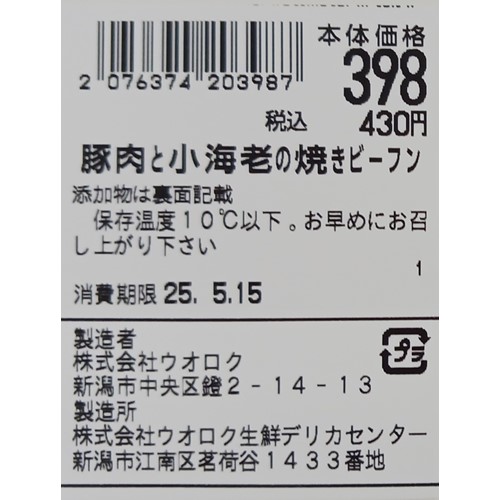 本体価格
2 076374 203987
398
税込 430円
豚肉と小海老の焼きビーフン
添加物は裏面記載
保存温度10℃以下。お早めにお召
し上がり下さい
1
消費期限 25. 5.15
製造者
株式会社ウオロク
新潟市中央区鐙2-14-13
プラ
製造所
株式会社ウオロク生鮮デリカセンター
新潟市江南区茗荷谷1433番地